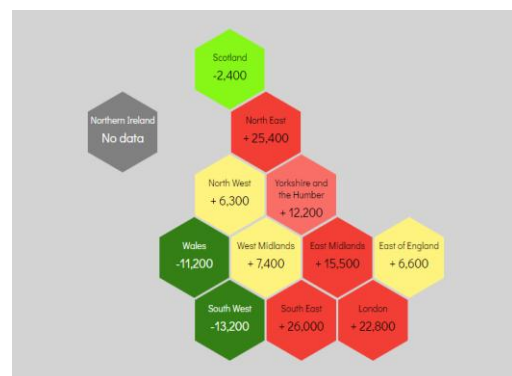 Scotland
-2,400
Northern Ireland
No data
North East
+ 25,400
North West
+ 6,300
Yorkshire and
the Humber
+ 12,200
Wales
-11,200
West Midlands
+ 7,400
East Midlands
+ 15,500
East of England
+ 6,600
South West
-13,200
South East
+ 26,000
London
+ 22,800